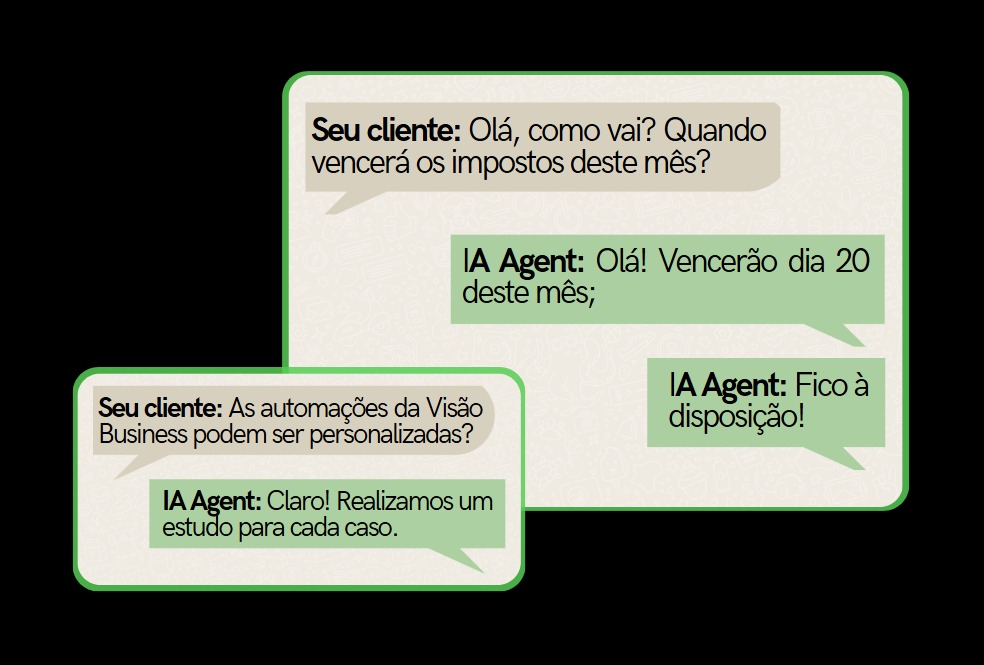 Seu cliente: Olá, como vai? Quando
vencerá os impostos deste mês?
IA Agent: Olá! Vencerão dia 20
deste mês;
IA Agent: Fico à
disposição!
Seu cliente: As automações da Visão
Business podem ser personalizadas?
IA Agent: Claro! Realizamos um
estudo para cada caso.